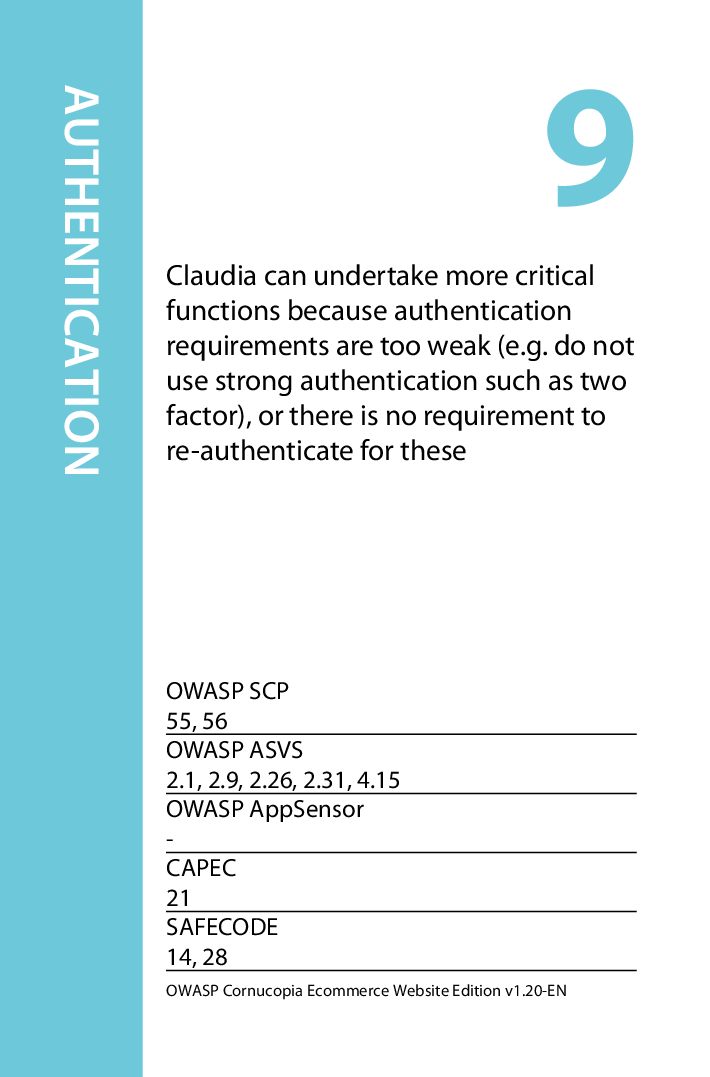 AUTHENTICATION
9
Claudia can undertake more critical
functions because authentication
requirements are too weak (e.g. do not
use strong authentication such as two
factor), or there is no requirement to
re-authenticate for these
OWASP SCP
55, 56
OWASP ASVS
2.1, 2.9, 2.26, 2.31, 4.15
OWASP AppSensor
-
CAPEC
21
SAFECODE
14, 28
OWASP Cornucopia Ecommerce Website Edition v1.20-EN